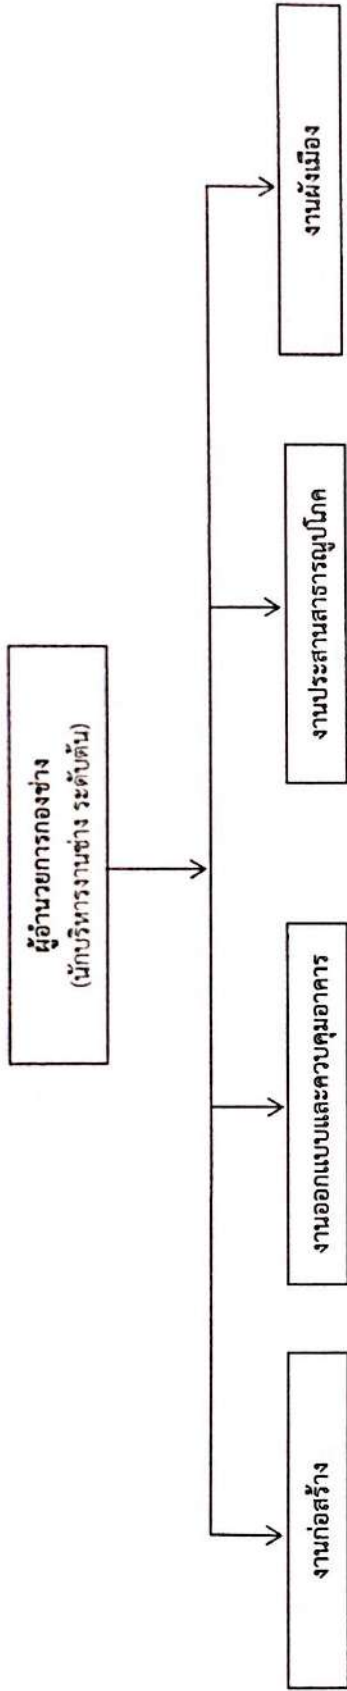 ผู้อำนวยการกองช่าง
(นักบริหารงานช่าง ระดับต้น)
งานก่อสร้าง
งานออกแบบและควบคุมอาคาร
งานประสานสาธารณูปโภค
งานผังเมือง